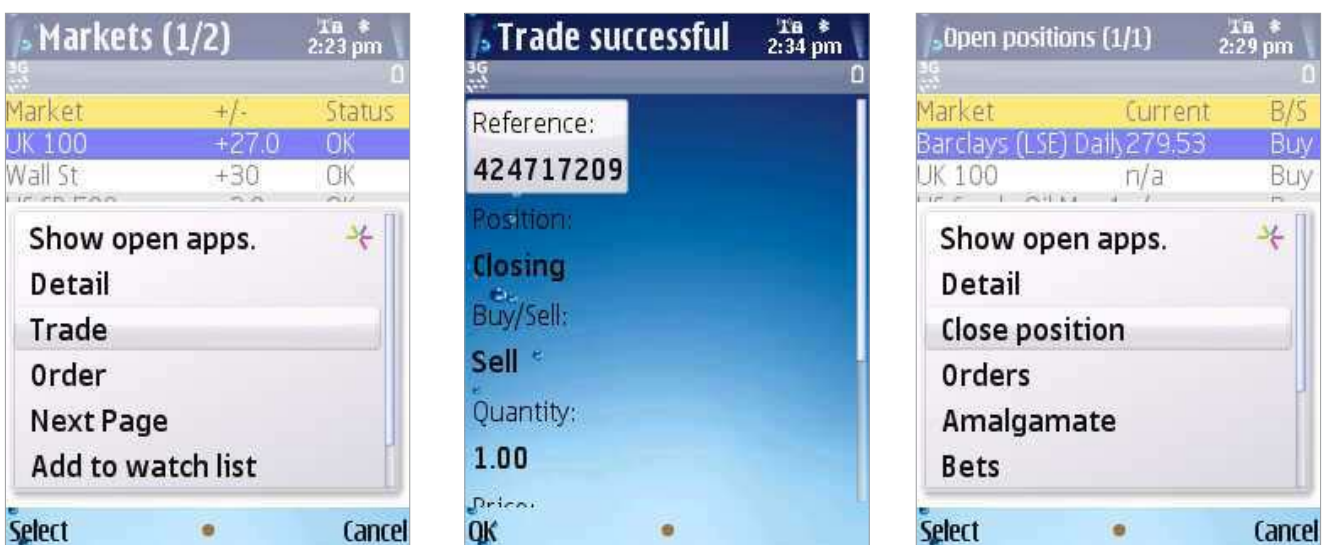 Markets (1/2)
2:23 pm
3G
Market +/- Status
UK 100 +27.0 OK
Wall St +30 OK
Show open apps.
Detail
Trade
Order
Next Page
Add to watch list
Select Cancel
Trade successful
2:34 pm
3G
Reference:
424717209
Position:
Closing
Buy/Sell:
Sell
Quantity:
1.00
Price:
OK
Open positions (1/1)
2:29 pm
3G
Market Current B/S
Barclays (LSE) Daily 279.53 Buy
UK 100 n/a Buy
Show open apps.
Detail
Close position
Orders
Amalgamate
Bets
Select Cancel